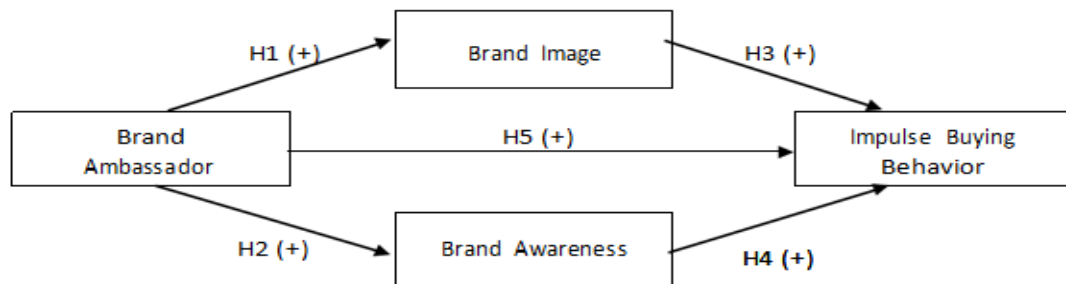 Brand Image
H1 (+)
H3 (+)
Brand
Ambassador
H5 (+)
Impulse Buying
Behavior
H2 (+)
Brand Awareness
H4 (+)